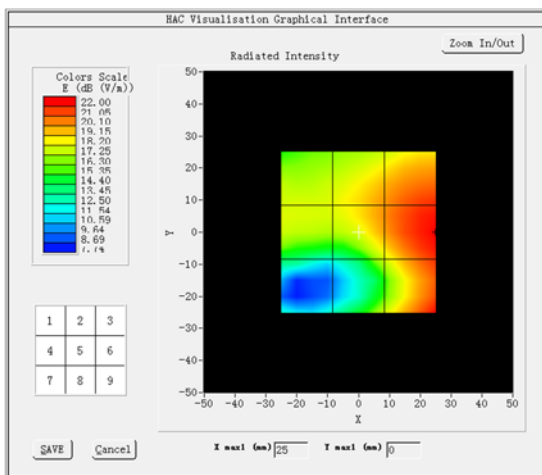 HAC Visualisation Graphical Interface
Zoom In/Out
Radiated Intensity
Colors Scale
E (dB (V/m))
22.00
21.05
20.10
19.15
18.20
17.25
16.30
15.35
14.40
13.45
12.50
11.54
10.59
9.64
8.69
50
40
30
20
10
0
-10
-20
-30
-40
-50
Y
-50 -40 -30 -20 -10 0 10 20 30 40 50
X
1 2 3
4 5 6
7 8 9
SAVE Cancel
X max1 (mm) 25 Y max1 (mm) 0